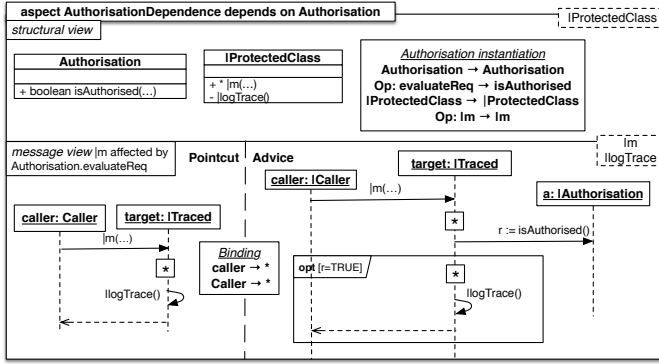 aspect AuthorisationDependence depends on Authorisation
|ProtectedClass
structural view
Authorisation
+ boolean isAuthorised(…)
|ProtectedClass
+ * |m(…)
- |logTrace()
Authorisation instantiation
Authorisation → Authorisation
Op: evaluateReq → isAuthorised
|ProtectedClass → |ProtectedClass
Op: |m → |m
message view |m affected by
Authorisation.evaluateReq
Pointcut
Advice
|m
|logTrace
caller: Caller
target: |Traced
|m(…)
*
|logTrace()
Binding
caller → *
Caller → *
caller: |Caller
target: |Traced
a: |Authorisation
|m(…)
*
r := isAuthorised()
opt [r=TRUE]
*
|logTrace()